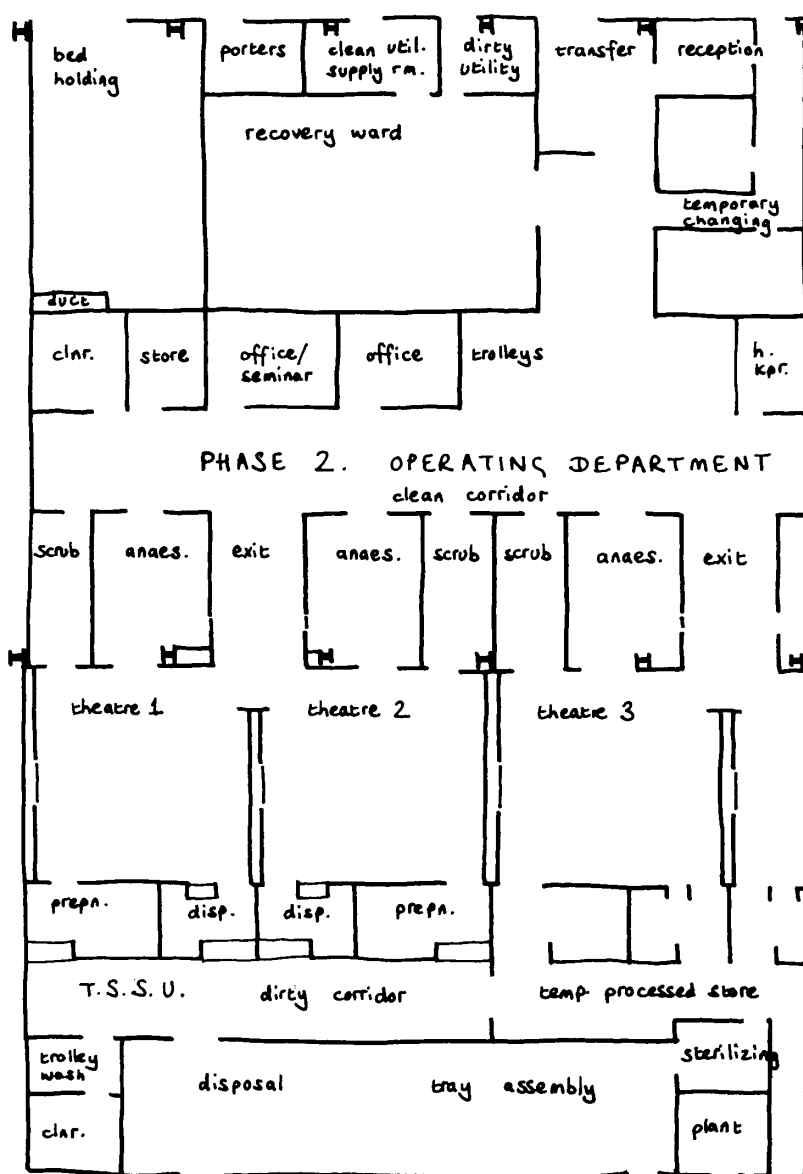 bed
holding
porters
clean util.
supply rm.
dirty
utility
transfer
reception
recovery ward
temporary
changing
duct
clnr.
store
office/
seminar
office
trolleys
h.
kpr.
PHASE 2. OPERATING DEPARTMENT
clean corridor
scrub
anaes.
exit
anaes.
scrub
scrub
anaes.
exit
theatre 1
theatre 2
theatre 3
prepn.
disp.
disp.
prepn.
T.S.S.U.
dirty corridor
temp. processed store
trolley
wash
disposal
tray assembly
sterilizing
clnr.
plant